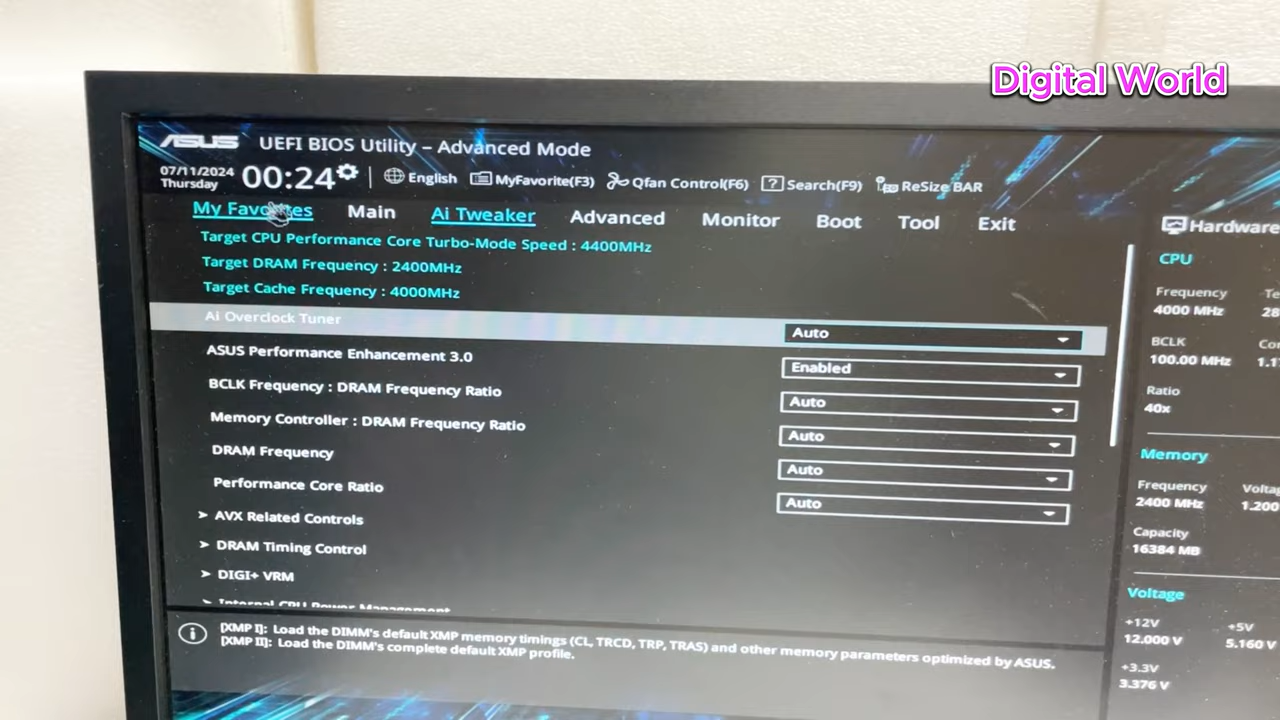 Digital World
ASUS UEFI BIOS Utility – Advanced Mode
07/11/2024
Thursday
00:24
English
MyFavorite(F3)
Qfan Control(F6)
? Search(F9)
ReSize BAR
My Favorites Main Ai Tweaker Advanced Monitor Boot Tool Exit
Target CPU Performance Core Turbo-Mode Speed : 4400MHz
Target DRAM Frequency : 2400MHz
Target Cache Frequency : 4000MHz
Ai Overclock Tuner Auto
ASUS Performance Enhancement 3.0 Enabled
BCLK Frequency : DRAM Frequency Ratio Auto
Memory Controller : DRAM Frequency Ratio Auto
DRAM Frequency Auto
Performance Core Ratio Auto
> AVX Related Controls
> DRAM Timing Control
> DIGI+ VRM
> Internal CPU Power Management
[XMP I]: Load the DIMM's default XMP memory timings (CL, TRCD, TRP, TRAS) and other memory parameters optimized by ASUS.
[XMP II]: Load the DIMM's complete default XMP profile.
Hardware
CPU
Frequency
4000 MHz
BCLK
100.00 MHz
Ratio
40x
Memory
Frequency
2400 MHz 1.200
Capacity
16384 MB
Voltage
+12V +5V
12.000 V 5.160 V
+3.3V
3.376 V